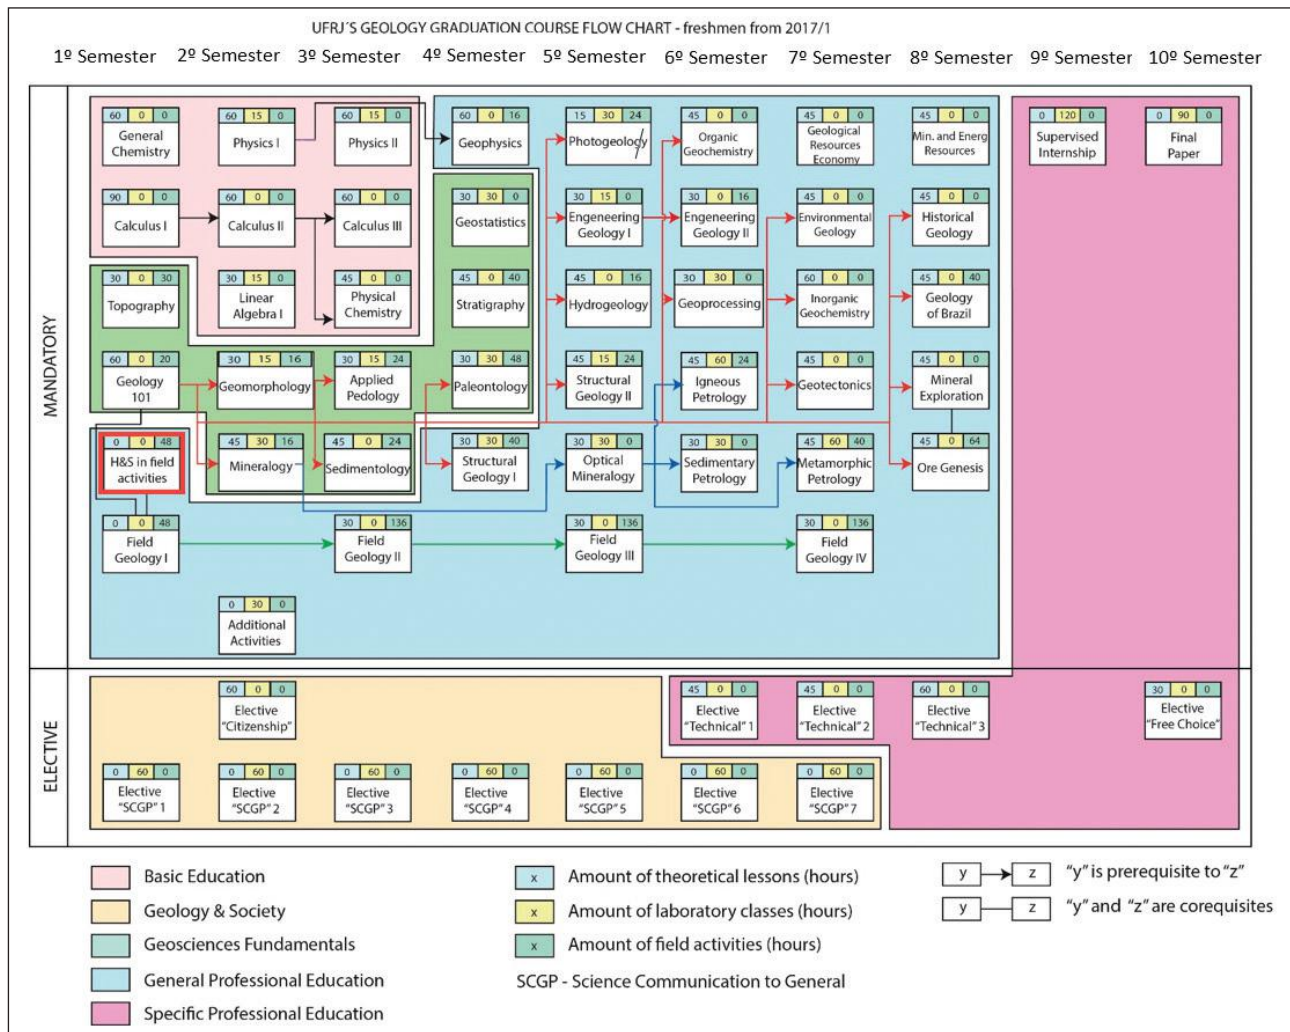 UFRJ´S GEOLOGY GRADUATION COURSE FLOW CHART - freshmen from 2017/1
1º Semester 2º Semester 3º Semester 4º Semester 5º Semester 6º Semester 7º Semester 8º Semester 9º Semester 10º Semester
MANDATORY
60 0 0 60 15 0 60 15 0 60 0 16 15 30 24 45 0 0 45 0 0 45 0 0 0 120 0 0 90 0
General Physics I Physics II Geophysics Photogeology Organic Geological Min. and Energ Supervised Final
Chemistry Geochemistry Resources Resources Internship Paper
Economy
90 0 0 60 0 0 60 0 0 30 30 0 30 15 0 30 0 16 45 0 0 45 0 0
Calculus I Calculus II Calculus III Geostatistics Engeneering Engeneering Environmental Historical
Geology I Geology II Geology Geology
30 0 30 30 15 0 45 0 0 45 0 40 45 0 16 30 30 0 60 0 0 45 0 40
Topography Linear Physical Stratigraphy Hydrogeology Geoprocessing Inorganic Geology
Algebra I Chemistry Geochemistry of Brazil
60 0 20 30 15 16 30 15 24 30 30 48 45 15 24 45 60 24 45 0 0 45 0 0
Geology Geomorphology Applied Paleontology Structural Igneous Geotectonics Mineral
101 Pedology Geology II Petrology Exploration
0 0 48 45 30 16 45 0 24 30 30 40 30 30 0 60 30 0 45 60 40 45 0 64
H&S in field Mineralogy Sedimentology Structural Optical Sedimentary Metamorphic Ore Genesis
activities Geology I Mineralogy Petrology Petrology
0 0 48 30 0 136 30 0 136 30 0 136
Field Field Field Field
Geology I Geology II Geology III Geology IV
0 30 0
Additional
Activities
ELECTIVE
60 0 0 45 0 0 45 0 0 60 0 0 30 0 0
Elective Elective Elective Elective Elective
"Citizenship" "Technical" 1 "Technical" 2 "Technical" 3 "Free Choice"
0 60 0 0 60 0 0 60 0 0 60 0 0 60 0 0 60 0 0 60 0
Elective Elective Elective Elective Elective Elective Elective
"SCGP" 1 "SCGP" 2 "SCGP" 3 "SCGP" 4 "SCGP" 5 "SCGP" 6 "SCGP" 7
Basic Education
Geology & Society
Geosciences Fundamentals
General Professional Education
Specific Professional Education
x Amount of theoretical lessons (hours)
x Amount of laboratory classes (hours)
x Amount of field activities (hours)
SCGP - Science Communication to General
y z "y" is prerequisite to "z"
y z "y" and "z" are corequisites